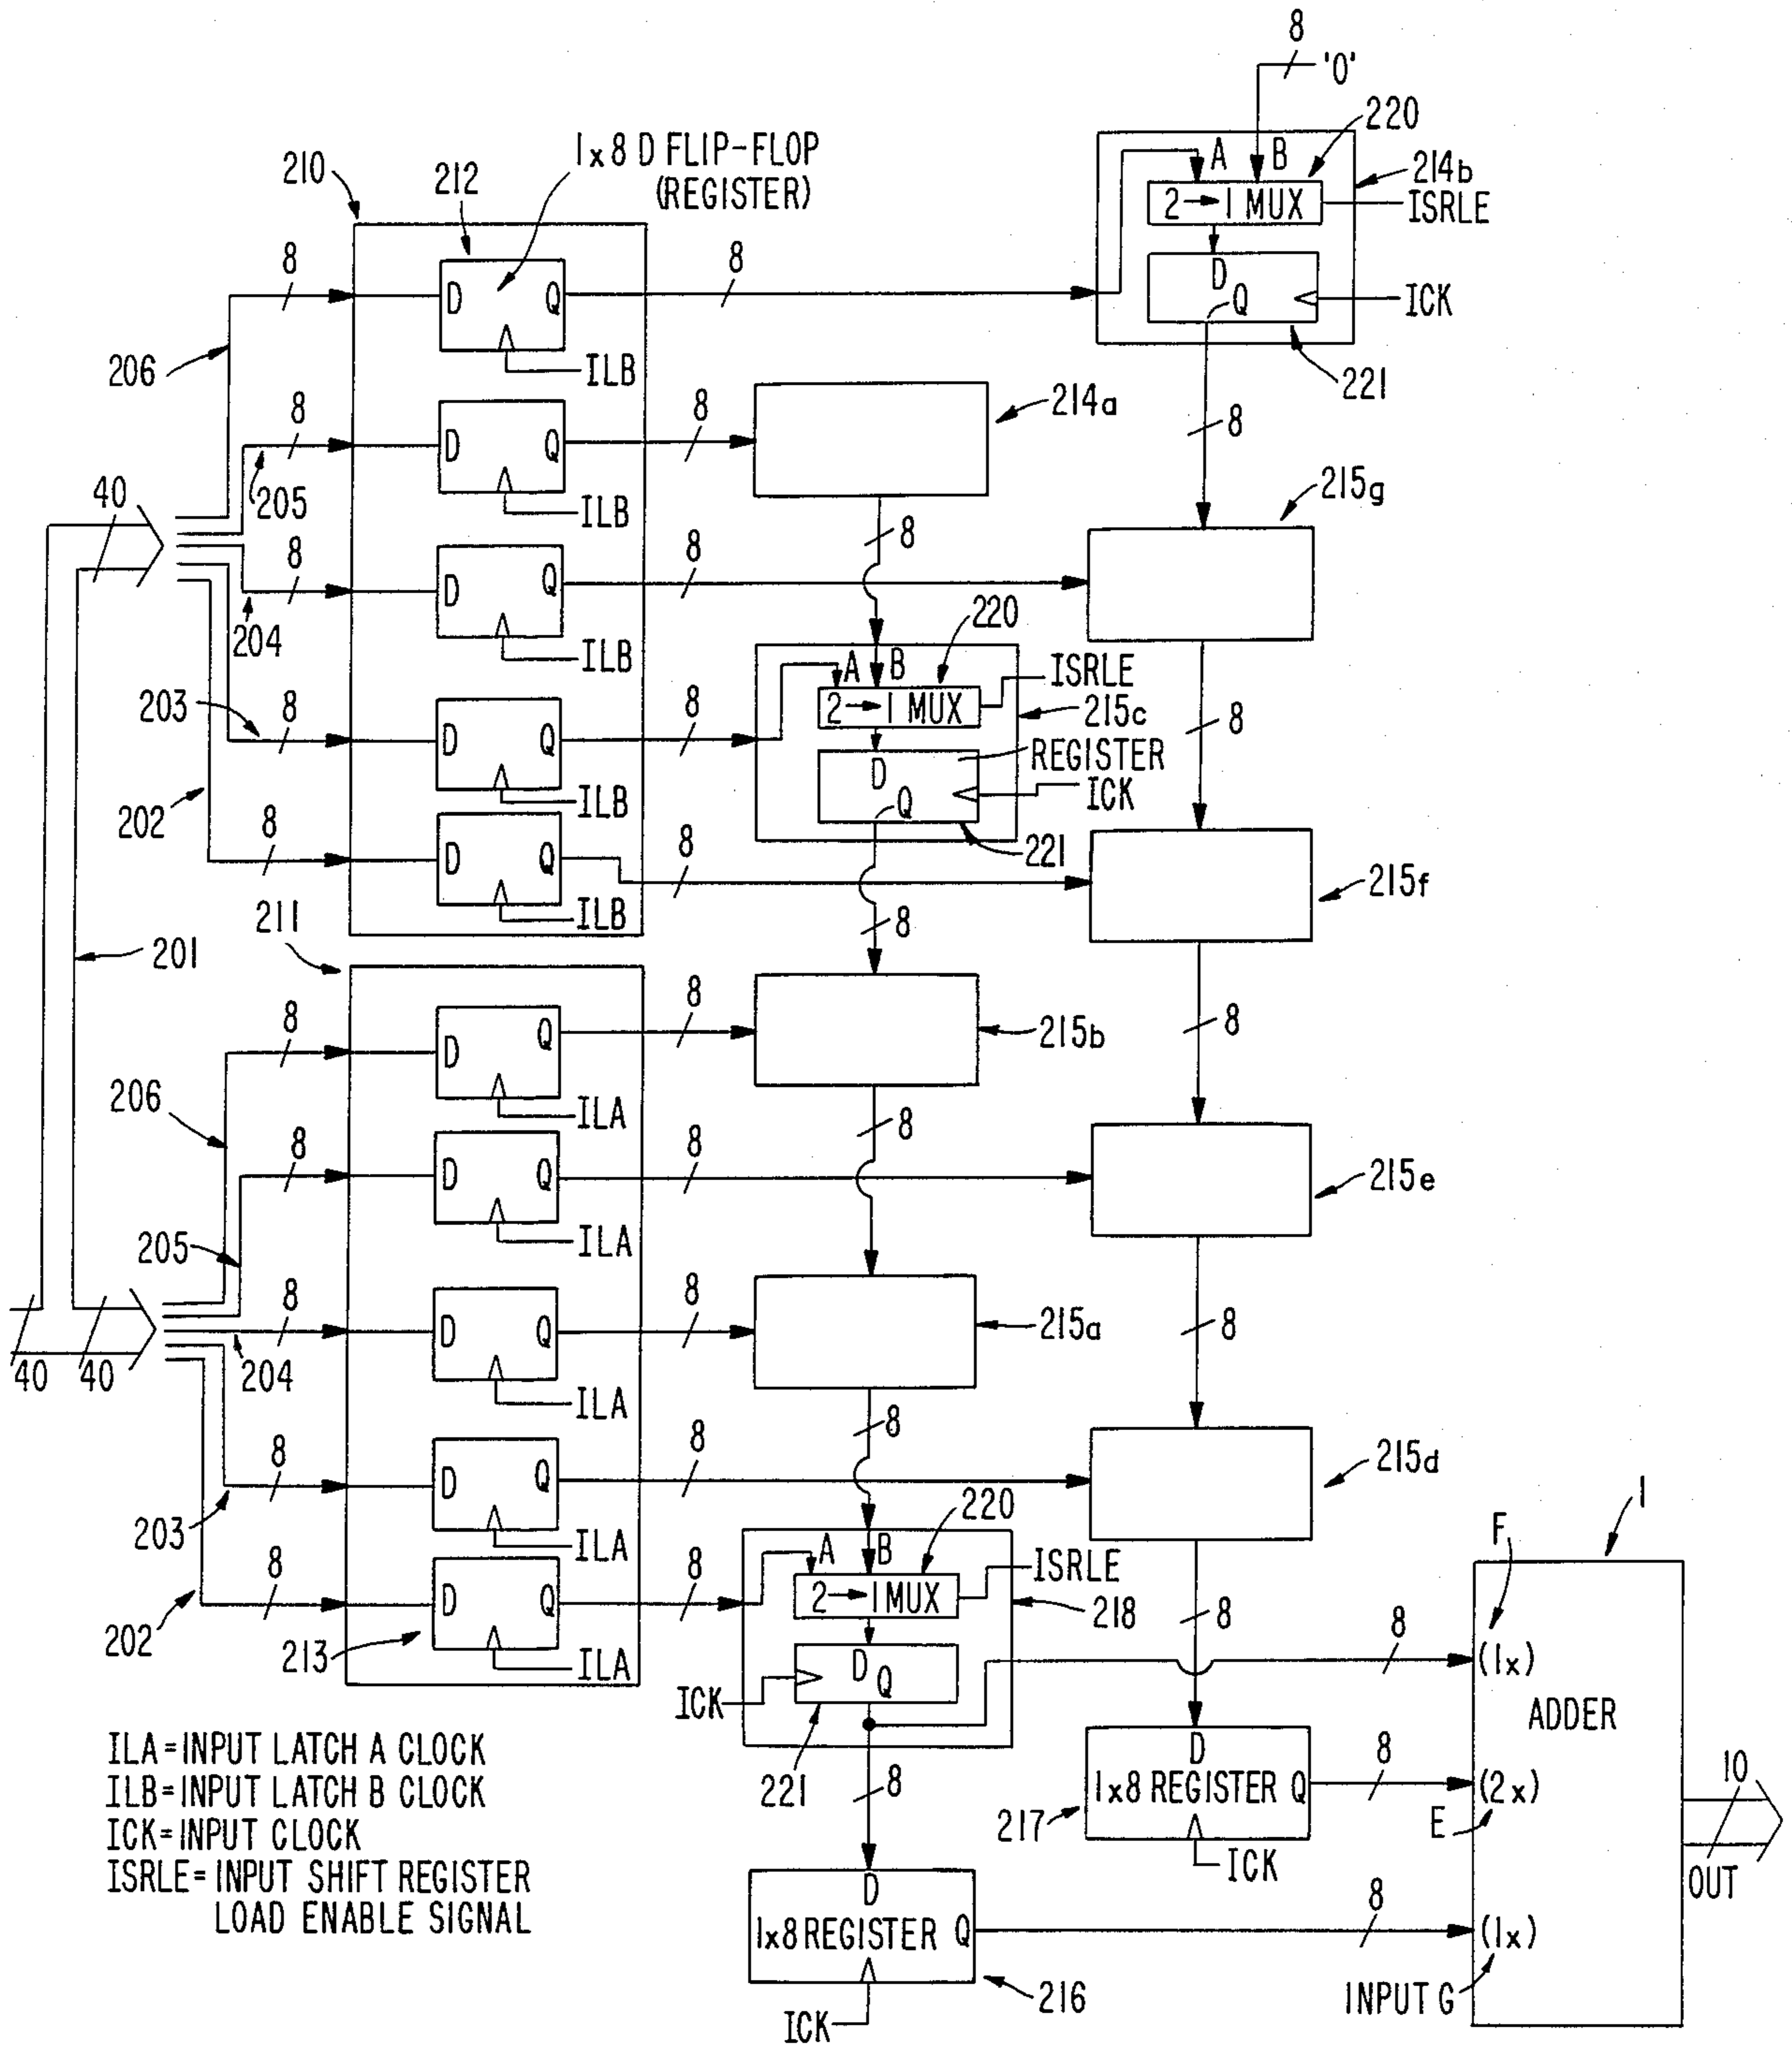 8
'0'
220
1x8 D FLIP-FLOP
(REGISTER)
210
212
A B
214b
2→1 MUX
ISRLE
8
D Q
8
D
Q
ICK
206
ILB
221
8
8
8
214a
D Q
8
205
ILB
40
215g
8
8
8
D Q
204
220
ILB
A B
ISRLE
203
8
8
2→1 MUX
215c
8
D Q
REGISTER
D
ICK
202
ILB
Q
8
D Q
8
221
215f
211
ILB
8
201
8
8
D Q
215b
8
206
ILA
8
8
8
D Q
215e
205
ILA
8
8
D Q
215a
8
40 40
204
ILA
8
8
8
D Q
215d
203
220
1
ILA
A B
F
ISRLE
8
8
D Q
2→1 MUX
218
8
202
213
8
(1x)
ILA
D Q
ICK
ADDER
221
8
D
1x8 REGISTER Q
8
(2x)
10
217
E
ICK
OUT
ILA=INPUT LATCH A CLOCK
ILB=INPUT LATCH B CLOCK
ICK=INPUT CLOCK
ISRLE=INPUT SHIFT REGISTER
LOAD ENABLE SIGNAL
D
1x8 REGISTER Q
8
(1x)
216
INPUT G
ICK